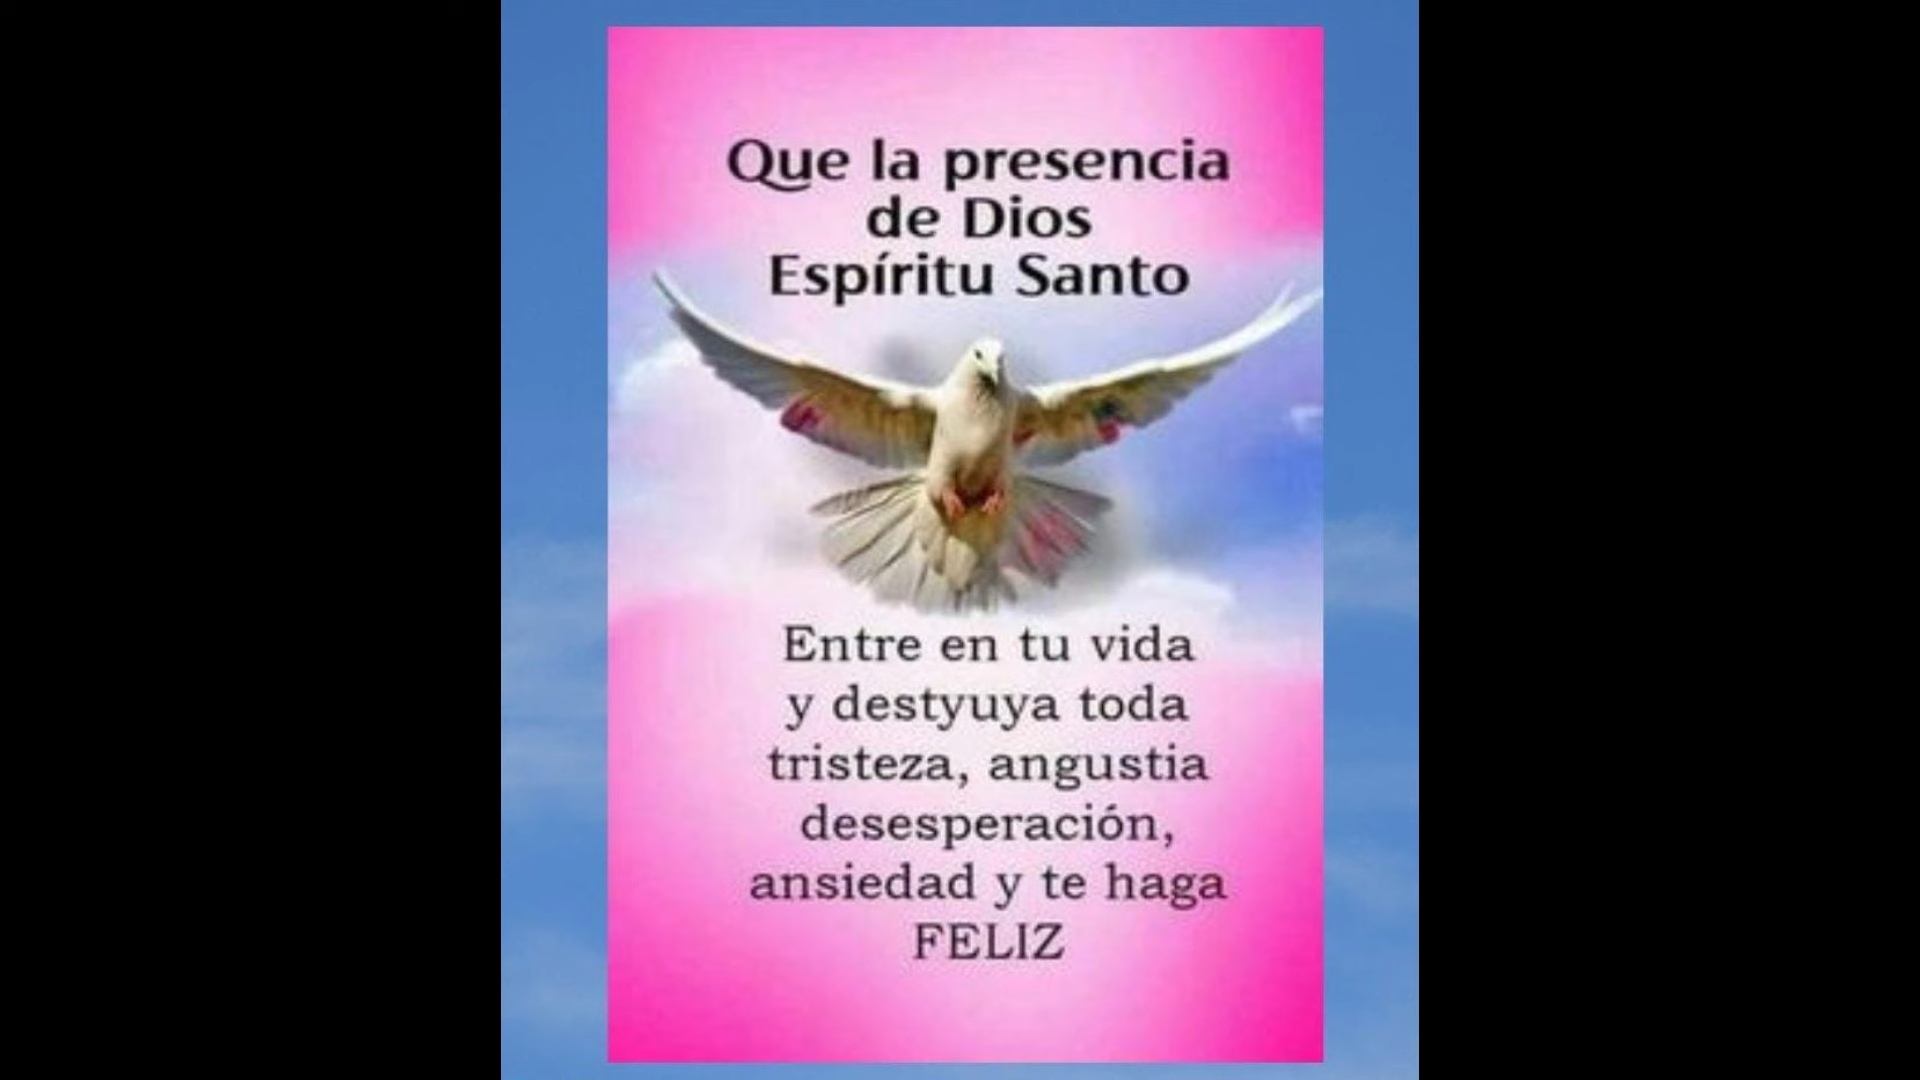 Que la presencia
de Dios
Espíritu Santo
Entre en tu vida
y destyuya toda
tristeza, angustia
desesperación,
ansiedad y te haga
FELIZ